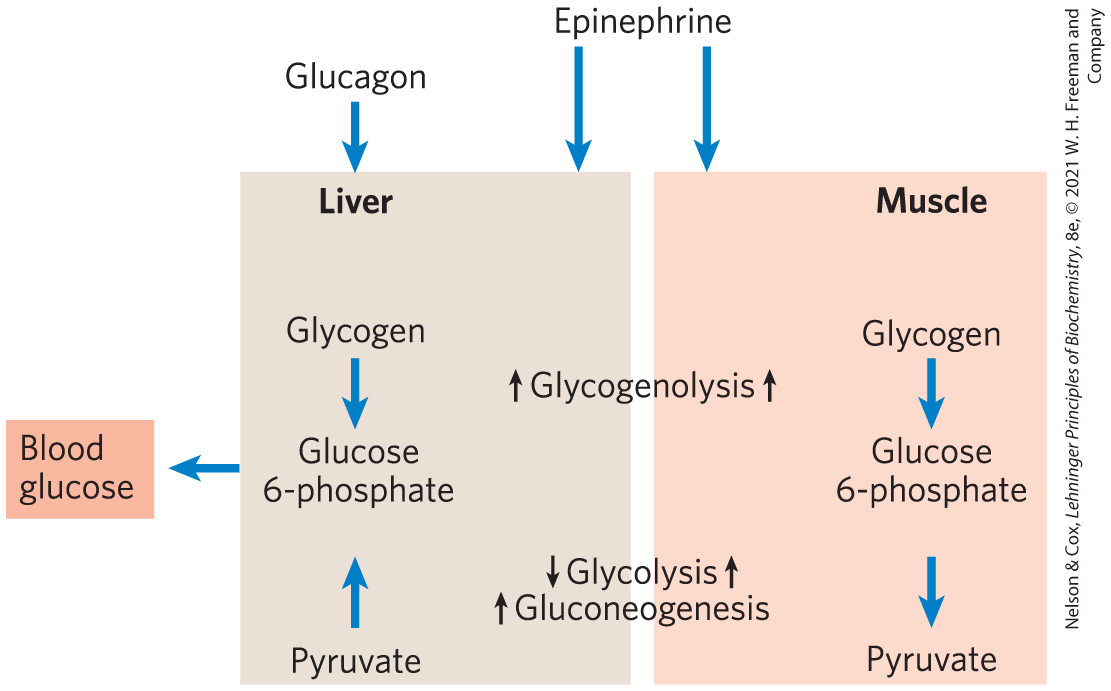 Epinephrine
Glucagon
Liver
Muscle
Glycogen
Glycogen
↑ Glycogenolysis ↑
Blood
glucose
Glucose
6-phosphate
Glucose
6-phosphate
↓ Glycolysis ↑
↑ Gluconeogenesis
Pyruvate
Pyruvate
Nelson & Cox, Lehninger Principles of Biochemistry, 8e, © 2021 W. H. Freeman and
Company